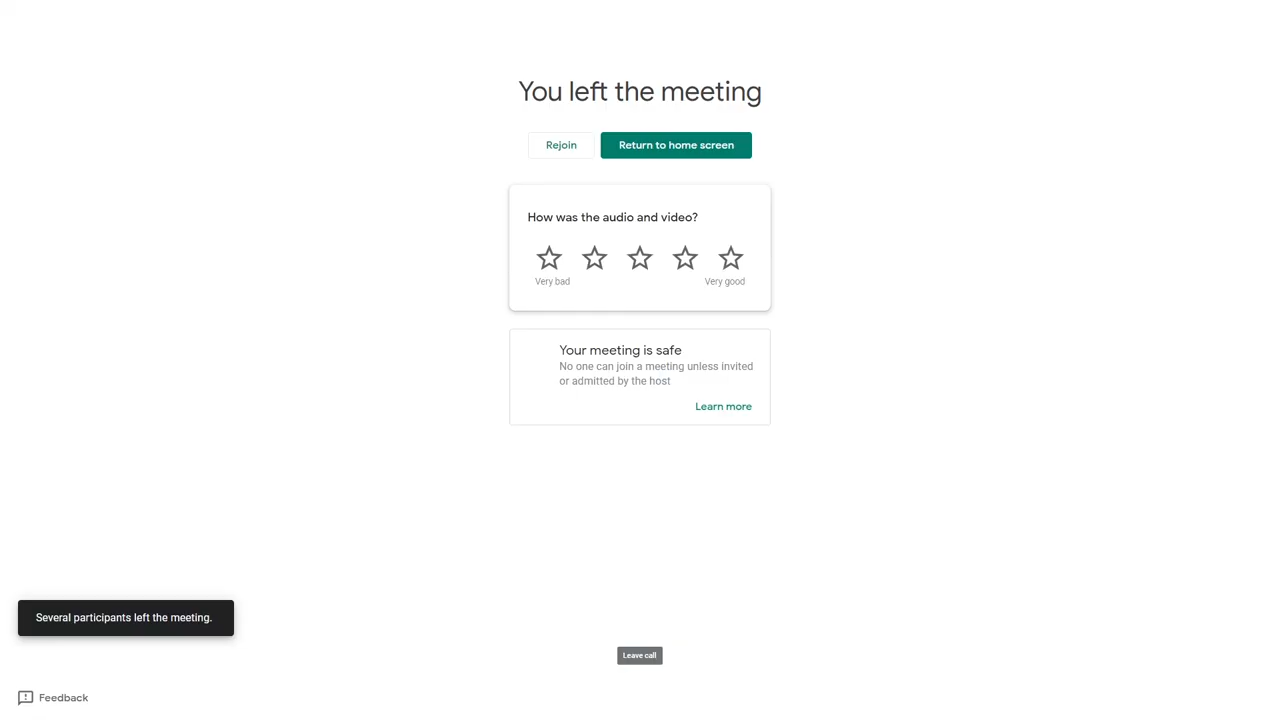 You left the meeting
Rejoin
Return to home screen
How was the audio and video?
Very bad
Very good
Your meeting is safe
No one can join a meeting unless invited
or admitted by the host
Learn more
Several participants left the meeting.
Leave call
Feedback